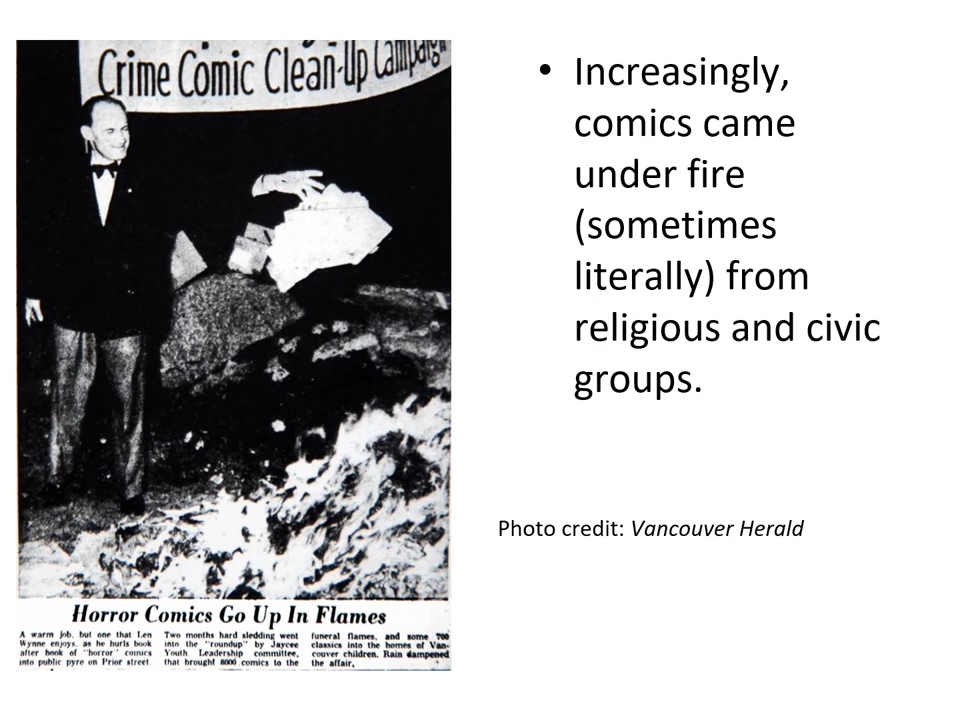 Crime Comic Clean-Up Campaign
Horror Comics Go Up In Flames
A warm job, but one that Len
Wynne enjoys, as he hurls book
after book of "horror" comics
into public pyre on Prior street.
Two months hard sledding went
into the "roundup" by Jaycee
Youth Leadership committee,
that brought 8000 comics to the
funeral flames, and some 700
classics into the homes of Van-
couver children. Rain dampened
the affair.
• Increasingly,
comics came
under fire
(sometimes
literally) from
religious and civic
groups.
Photo credit: Vancouver Herald